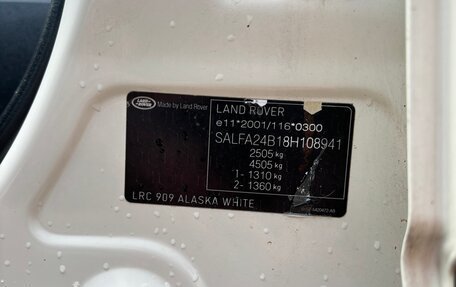 LAND ROVER
Made by Land Rover
LAND ROVER
e11*2001/116*0300
SALFA24B18H108941
2505 kg
4505 kg
1- 1310 kg
2- 1360 kg
LRC 909 ALASKA WHITE